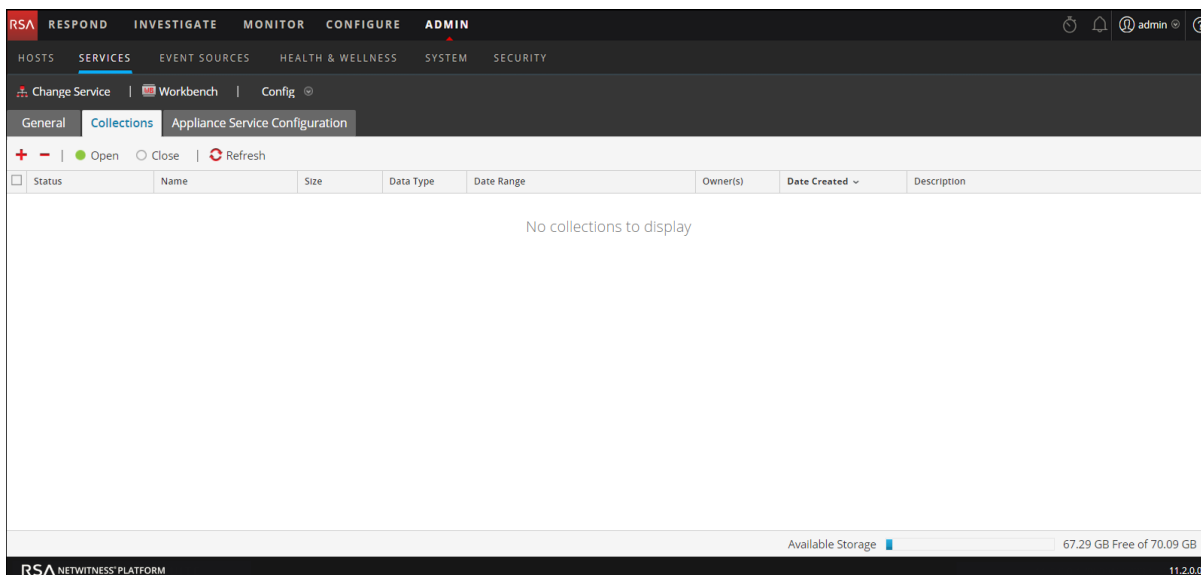 RSA RESPOND INVESTIGATE MONITOR CONFIGURE ADMIN admin
HOSTS SERVICES EVENT SOURCES HEALTH & WELLNESS SYSTEM SECURITY
Change Service | MB Workbench | Config
General Collections Appliance Service Configuration
+ − | Open Close | Refresh
Status Name Size Data Type Date Range Owner(s) Date Created Description
No collections to display
Available Storage 67.29 GB Free of 70.09 GB
RSA NETWITNESS® PLATFORM 11.2.0.0